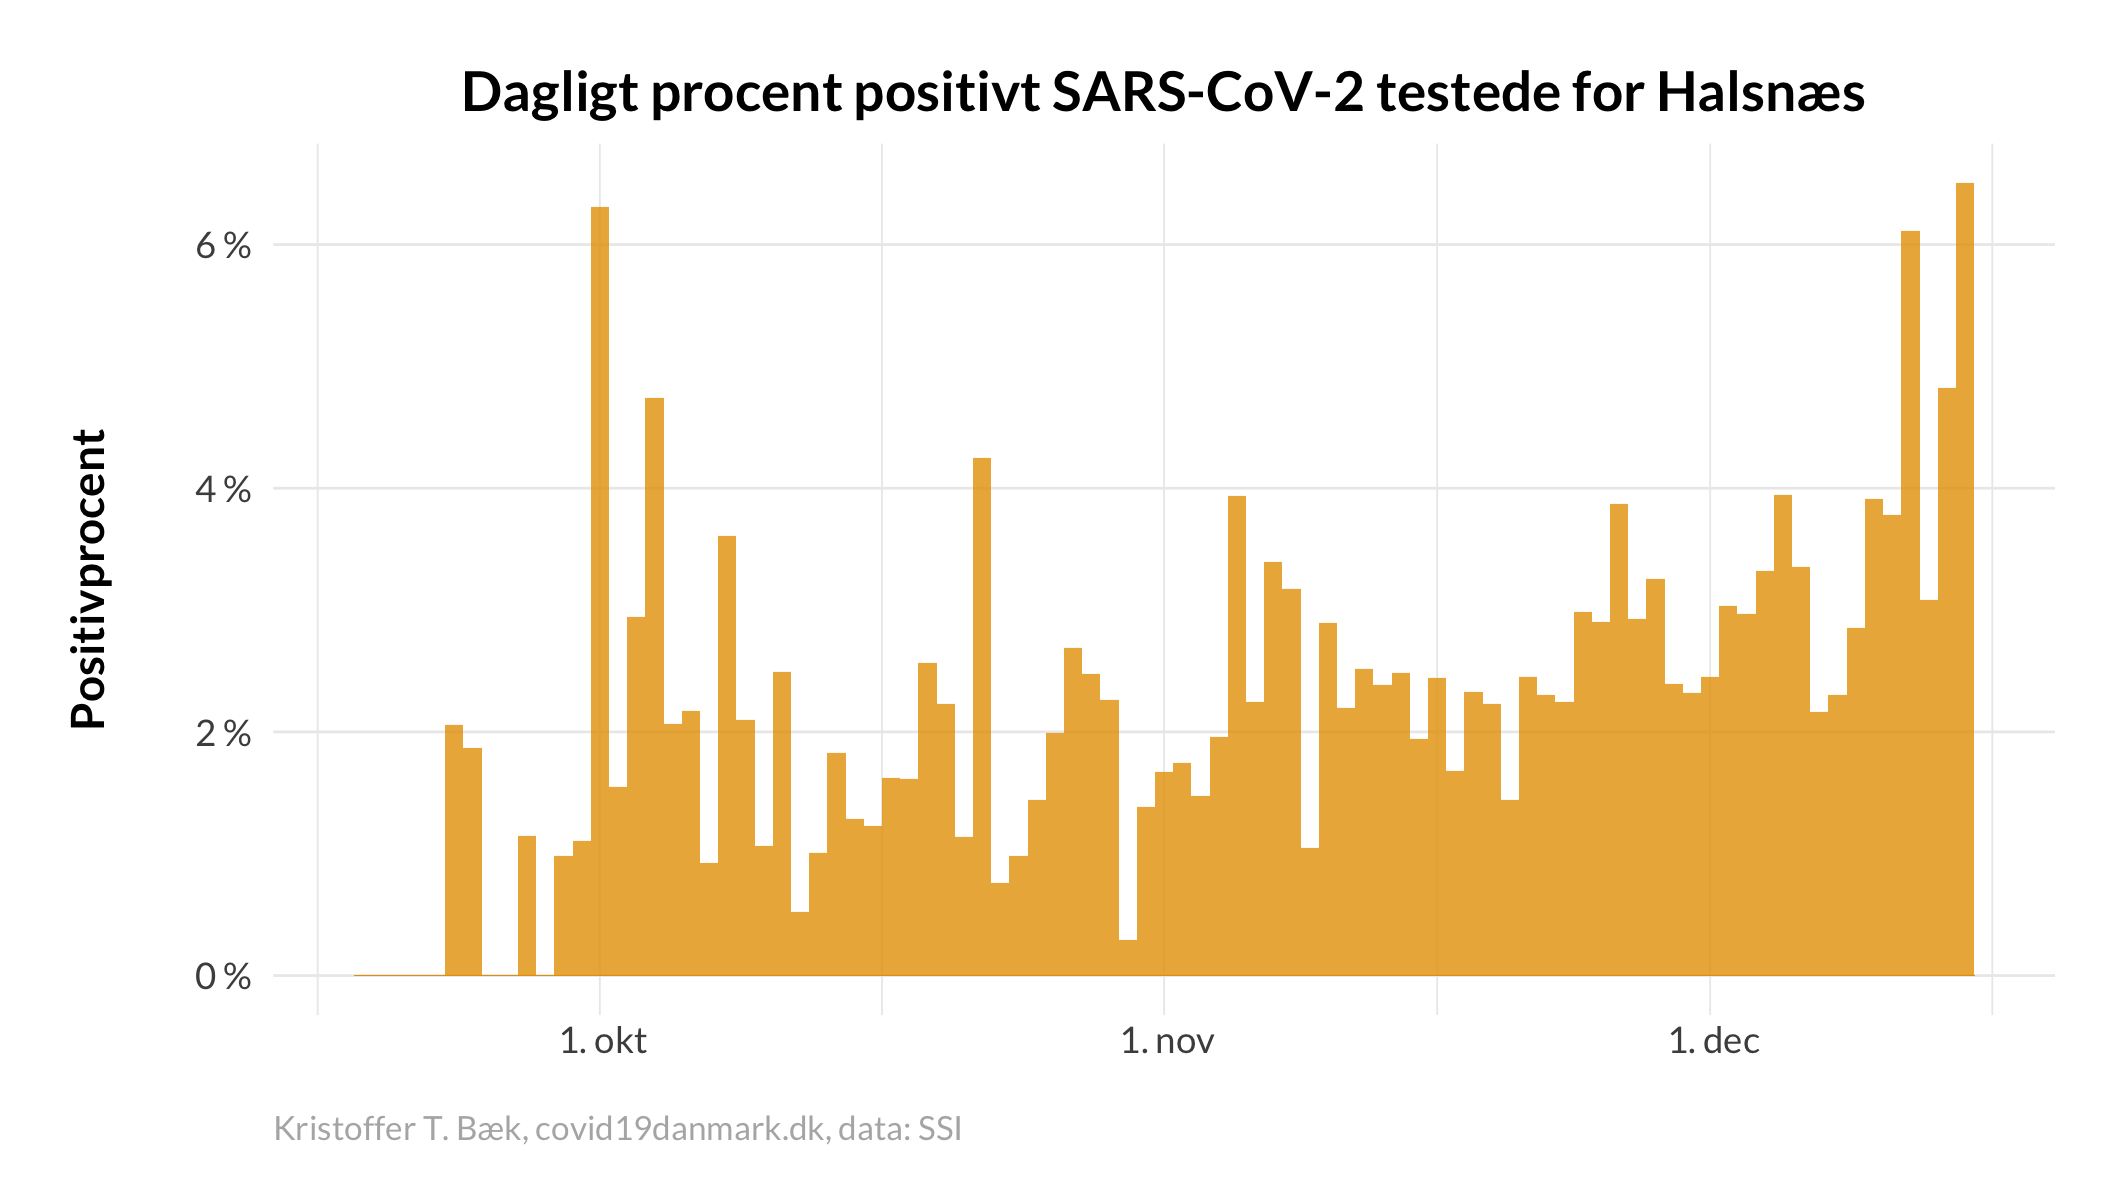 Dagligt procent positivt SARS-CoV-2 testede for Halsnæs
Positivprocent
6 %
4 %
2 %
0 %
1. okt
1. nov
1. dec
Kristoffer T. Bæk, covid19danmark.dk, data: SSI